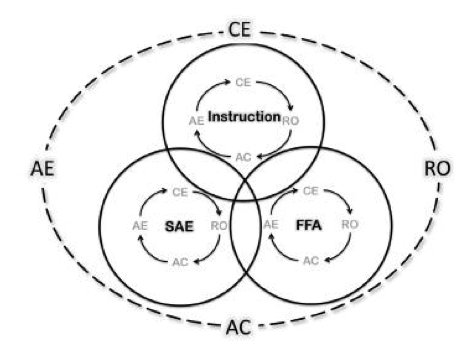 CE
CE
AE Instruction RO
AC
AE RO
CE CE
AE SAE RO AE FFA RO
AC AC
AC